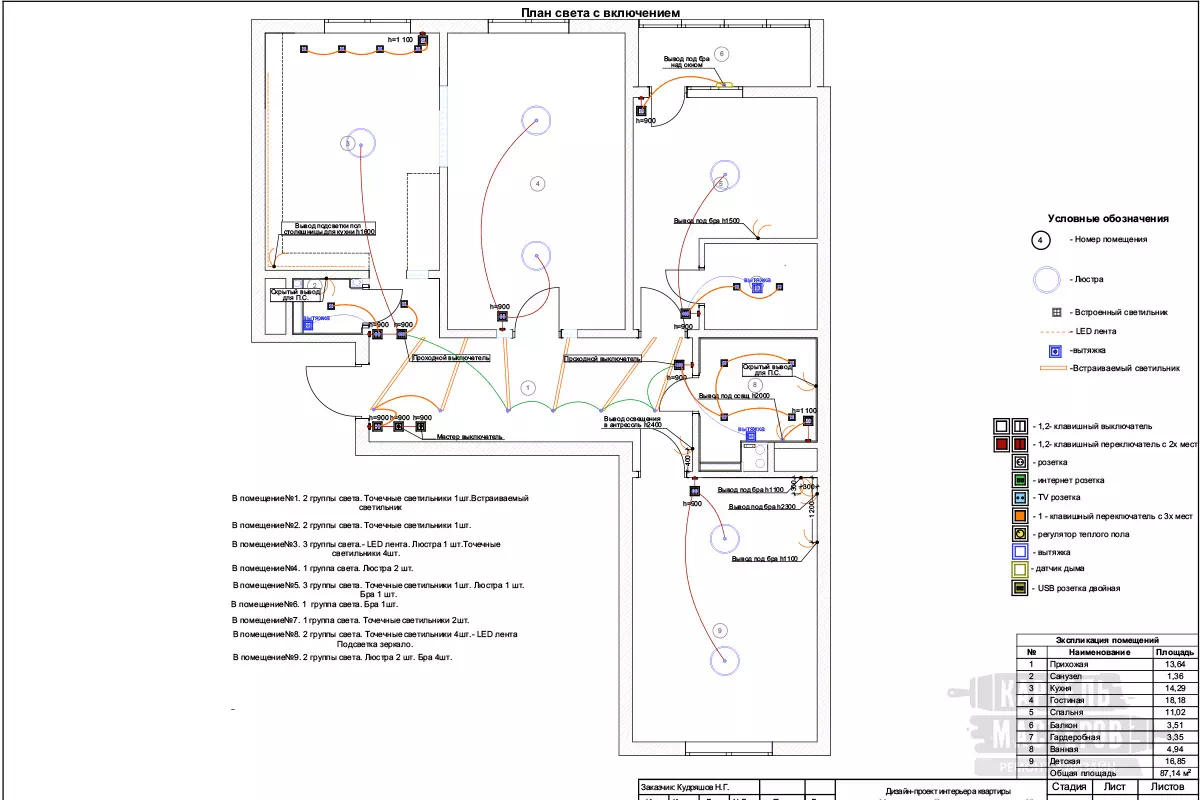 План света с включением
h=1 100
6
Вывод под бра
над окном
h=900
3
4
5
Вывод под бра h1500
Вывод подсветки пол
столешницы для кухни h1600
2
Скрытый вывод
для П.С.
вытяжка
вытяжка
h=900
h=900
h=900
h=900
Проходной выключатель
Проходной выключатель
h=900
1
Скрытый вывод
для П.С.
8
Вывод под освщ h2000
h=900
h=900
h=900
h=1 100
Вывод освещения
в антресоль h2400
вытяжка
Мастер выключатель
400
h=900
Вывод под бра h1100
300
300
Вывод под бра h2300
1 200
Вывод под бра h1100
9
Условные обозначения
4
- Номер помещения
- Люстра
- Встроенный светильник
- LED лента
-вытяжка
-Встраиваемый светильник
- 1,2- клавишный выключатель
- 1,2- клавишный переключатель с 2х мест
- розетка
- интернет розетка
- TV розетка
- 1 - клавишный переключатель с 3х мест
- регулятор теплого пола
- вытяжка
- датчик дыма
- USB розетка двойная
В помещение№1. 2 группы света. Точечные светильники 1шт.Встраиваемый
светильник
В помещение№2. 2 группы света. Точечные светильники 1шт.
В помещение№3. 3 группы света.- LED лента. Люстра 1 шт.Точечные
светильники 4шт.
В помещение№4. 1 группа света. Люстра 2 шт.
В помещение№5. 3 группы света. Точечные светильники 1шт. Люстра 1 шт.
Бра 1 шт.
В помещение№6. 1 группа света. Бра 1шт.
В помещение№7. 1 группа света. Точечные светильники 2шт.
В помещение№8. 2 группы света. Точечные светильники 4шт.- LED лента
Подсветка зеркало.
В помещение№9. 2 группы света. Люстра 2 шт. Бра 4шт.
Экспликация помещений
№ Наименование Площадь
1 Прихожая 13,64
2 Санузел 1,36
3 Кухня 14,29
4 Гостиная 18,18
5 Спальня 11,02
6 Балкон 3,51
7 Гардеробная 3,35
8 Ванная 4,94
9 Детская 16,85
Общая площадь 87,14 м²
Заказчик: Кудряшов Н.Г.
Дизайн-проект интерьера квартиры
Стадия Лист Листов